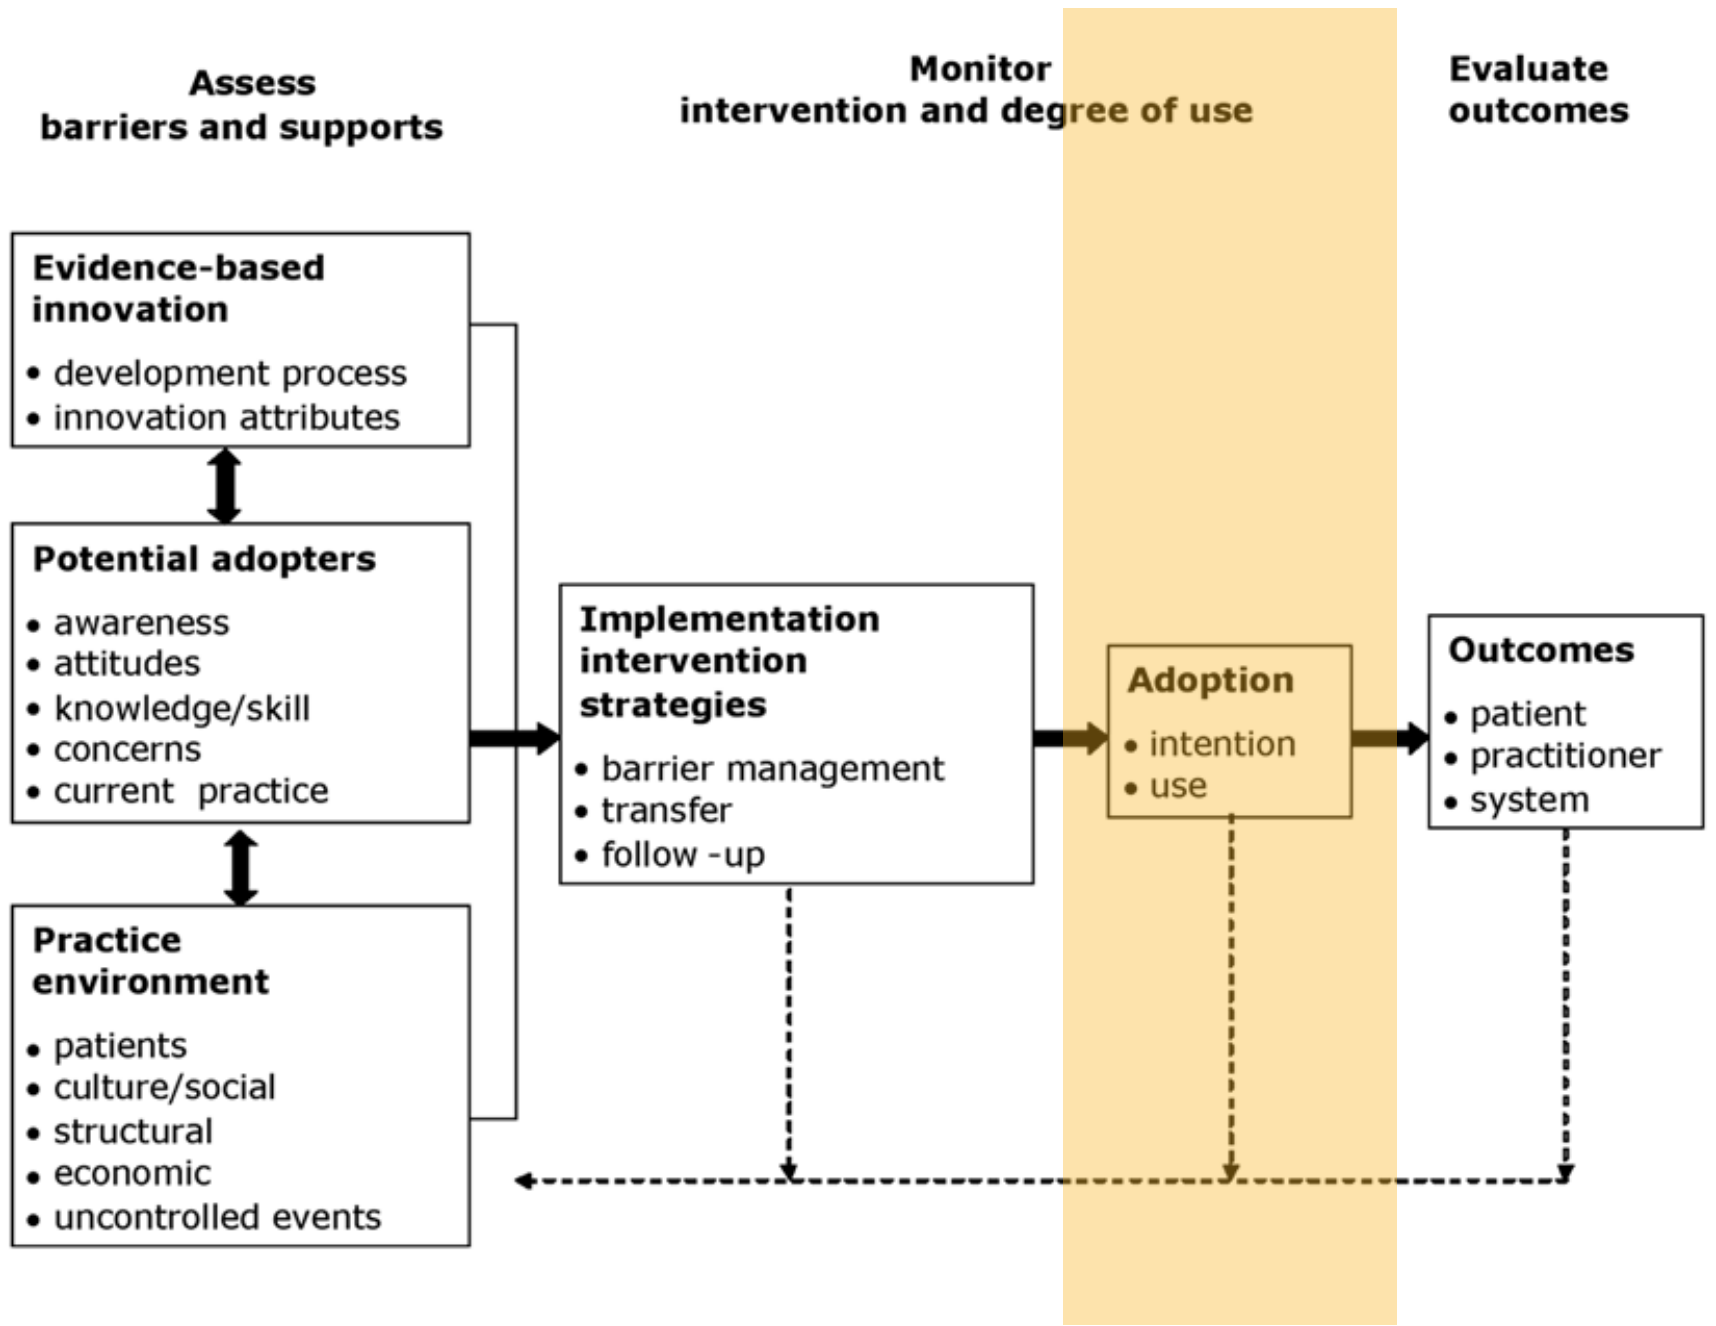 Assess
barriers and supports
Monitor
intervention and degree of use
Evaluate
outcomes
Evidence-based
innovation
• development process
• innovation attributes
Potential adopters
• awareness
• attitudes
• knowledge/skill
• concerns
• current practice
Practice
environment
• patients
• culture/social
• structural
• economic
• uncontrolled events
Implementation
intervention
strategies
• barrier management
• transfer
• follow -up
Adoption
• intention
• use
Outcomes
• patient
• practitioner
• system